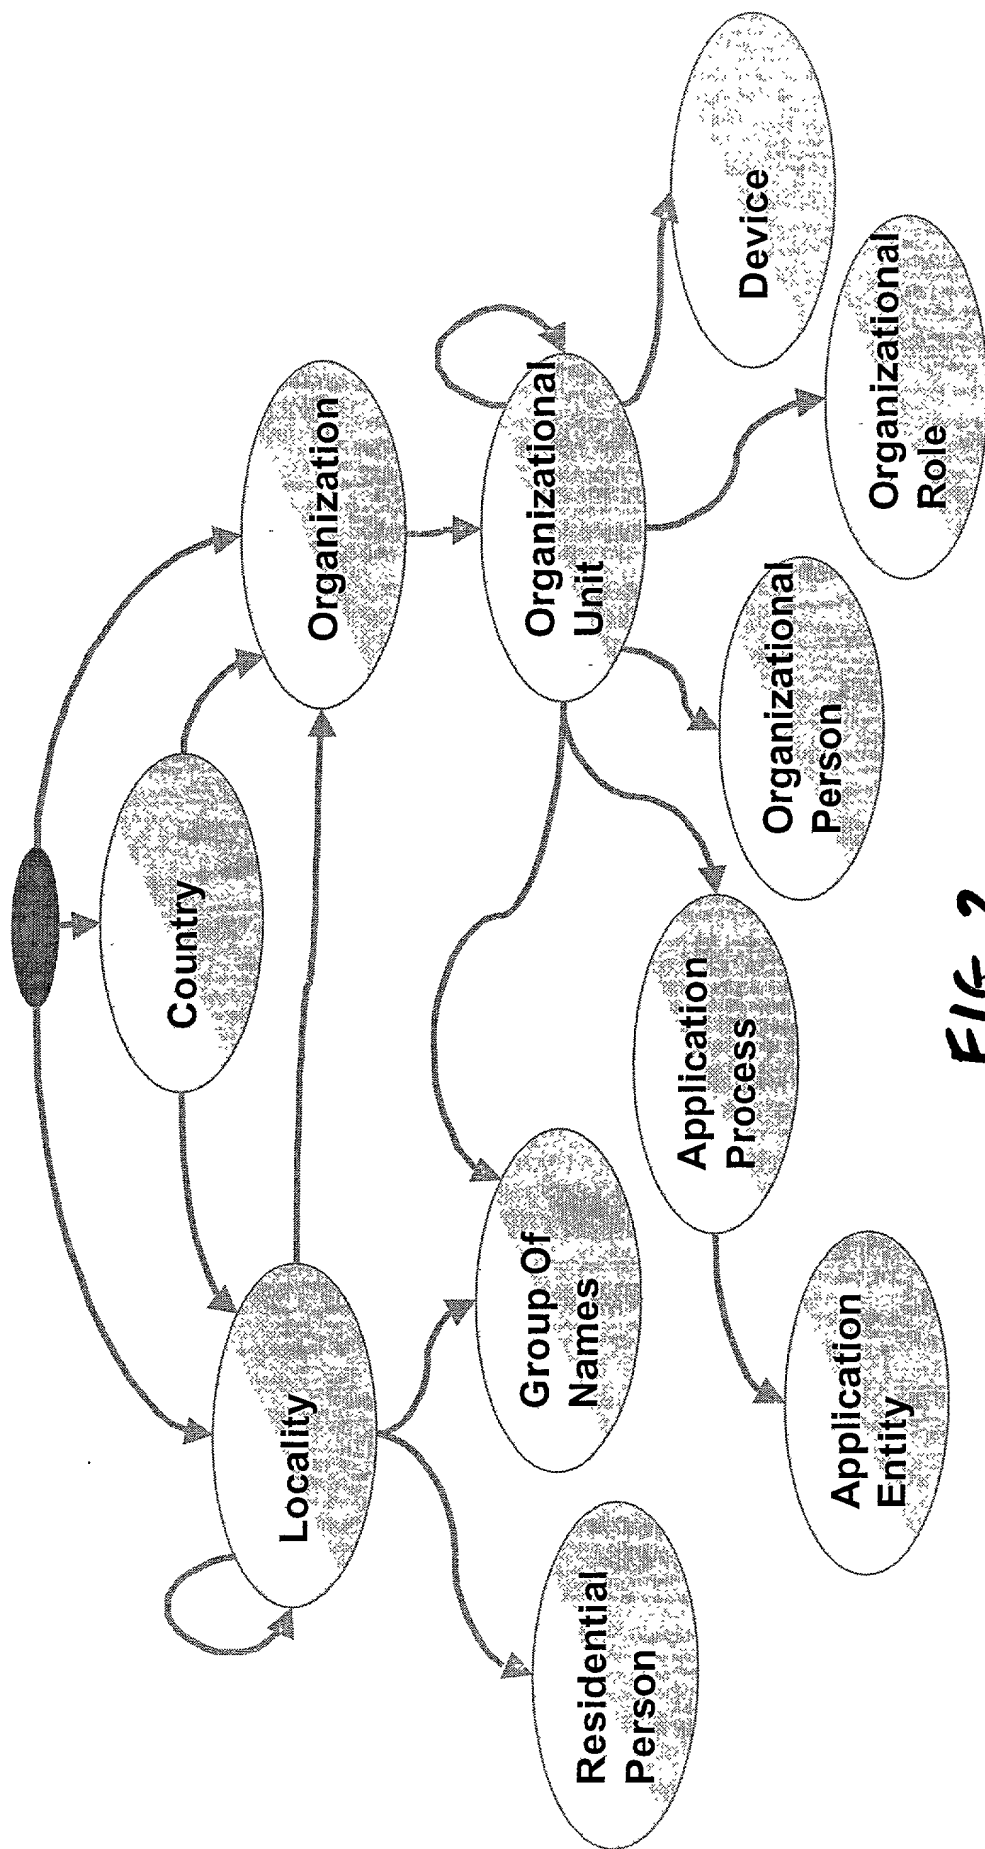 Country
Locality
Organization
Residential
Person
Group Of
Names
Organizational
Unit
Application
Entity
Application
Process
Organizational
Person
Organizational
Role
Device
FIG 2